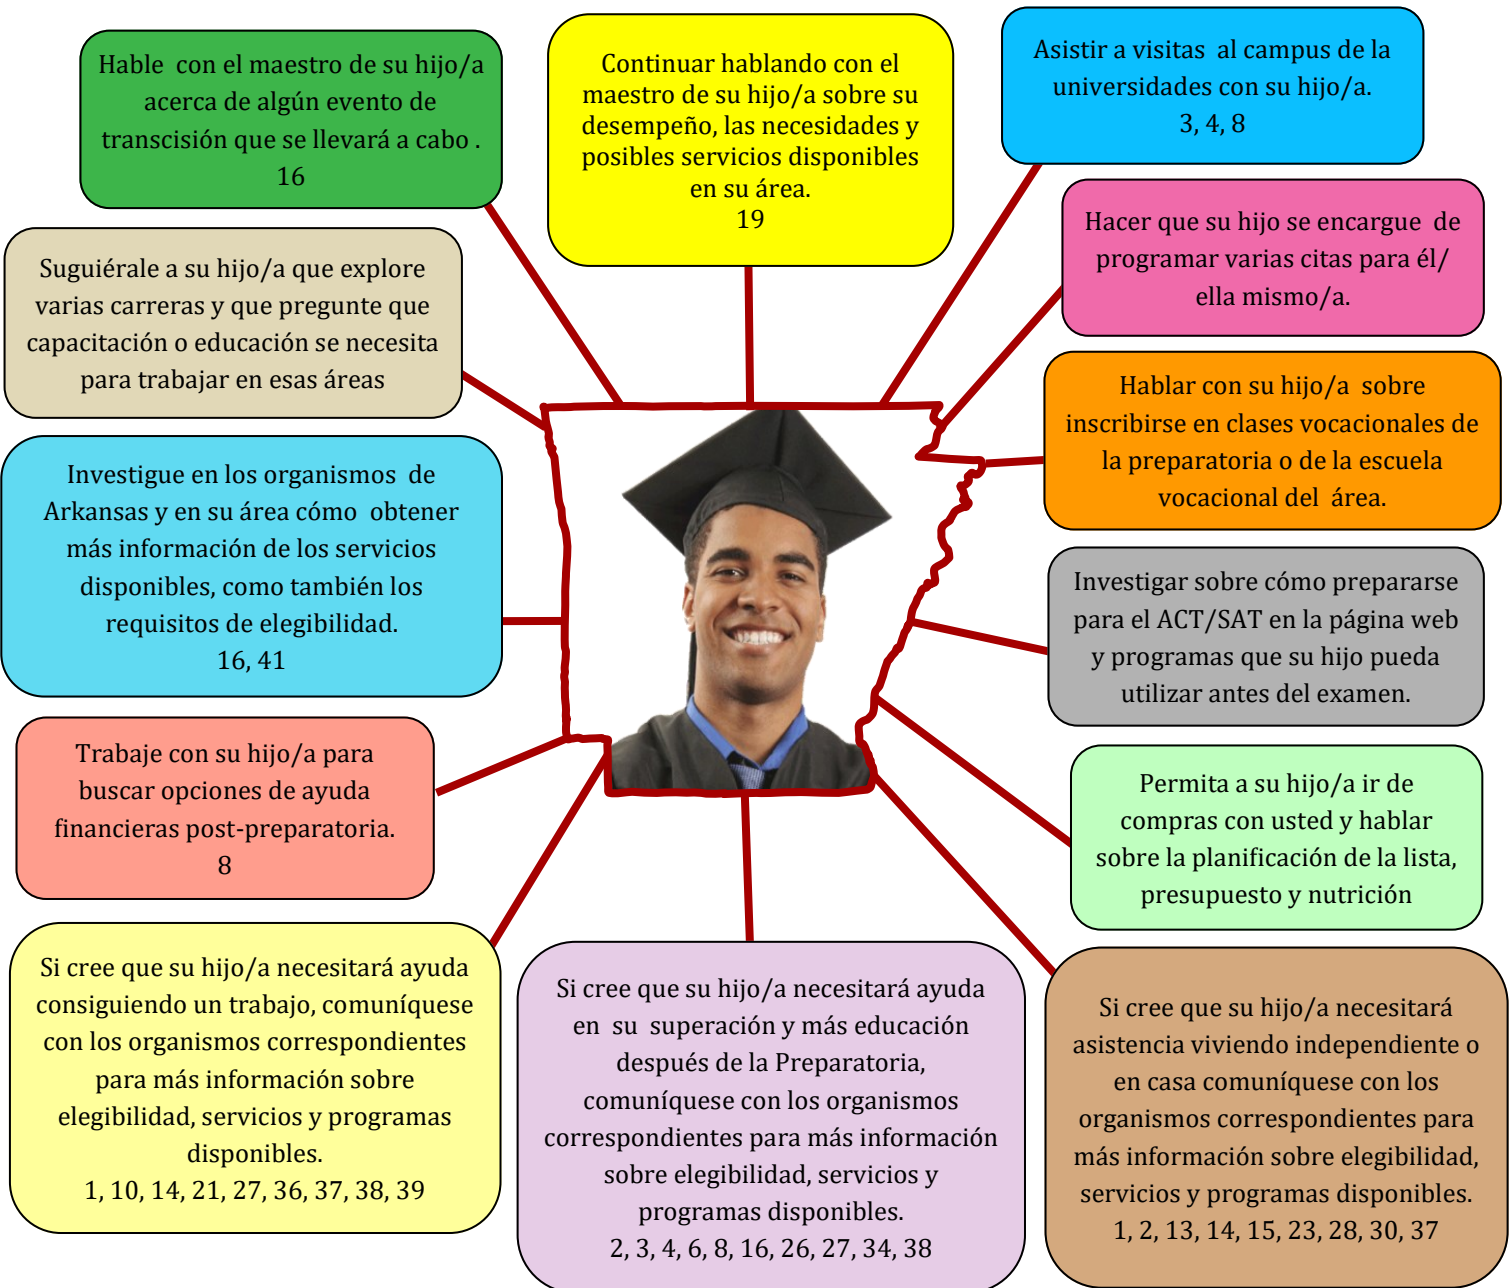 Hable con el maestro de su hijo/a
acerca de algún evento de
transcisión que se llevará a cabo .
16
Continuar hablando con el
maestro de su hijo/a sobre su
desempeño, las necesidades y
posibles servicios disponibles
en su área.
19
Asistir a visitas al campus de la
universidades con su hijo/a.
3, 4, 8
Suguiérale a su hijo/a que explore
varias carreras y que pregunte que
capacitación o educación se necesita
para trabajar en esas áreas
Hacer que su hijo se encargue de
programar varias citas para él/
ella mismo/a.
Investigue en los organismos de
Arkansas y en su área cómo obtener
más información de los servicios
disponibles, como también los
requisitos de elegibilidad.
16, 41
Hablar con su hijo/a sobre
inscribirse en clases vocacionales de
la preparatoria o de la escuela
vocacional del área.
Investigar sobre cómo prepararse
para el ACT/SAT en la página web
y programas que su hijo pueda
utilizar antes del examen.
Trabaje con su hijo/a para
buscar opciones de ayuda
financieras post-preparatoria.
8
Permita a su hijo/a ir de
compras con usted y hablar
sobre la planificación de la lista,
presupuesto y nutrición
Si cree que su hijo/a necesitará ayuda
consiguiendo un trabajo, comuníquese
con los organismos correspondientes
para más información sobre
elegibilidad, servicios y programas
disponibles.
1, 10, 14, 21, 27, 36, 37, 38, 39
Si cree que su hijo/a necesitará ayuda
en su superación y más educación
después de la Preparatoria,
comuníquese con los organismos
correspondientes para más información
sobre elegibilidad, servicios y
programas disponibles.
2, 3, 4, 6, 8, 16, 26, 27, 34, 38
Si cree que su hijo/a necesitará
asistencia viviendo independiente o
en casa comuníquese con los
organismos correspondientes para
más información sobre elegibilidad,
servicios y programas disponibles.
1, 2, 13, 14, 15, 23, 28, 30, 37